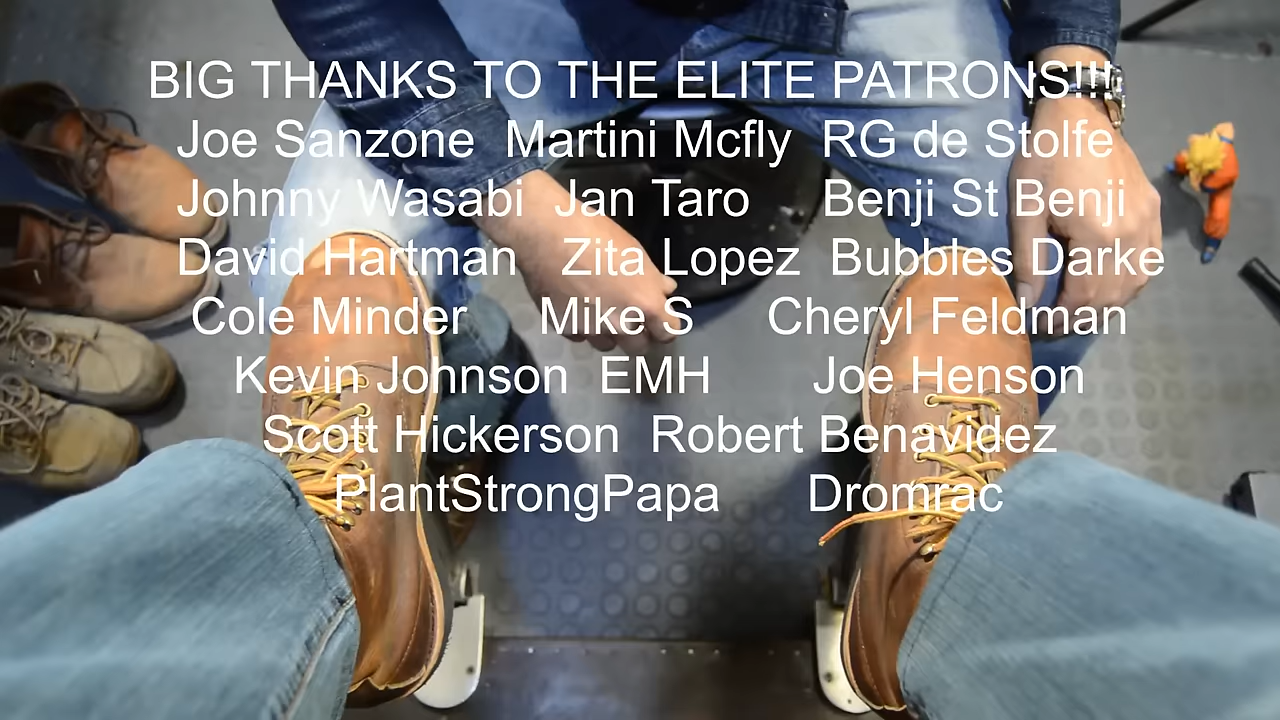 BIG THANKS TO THE ELITE PATRONS!!!!
Joe Sanzone Martini Mcfly RG de Stolfe
Johnny Wasabi Jan Taro Benji St Benji
David Hartman Zita Lopez Bubbles Darke
Cole Minder Mike S Cheryl Feldman
Kevin Johnson EMH Joe Henson
Scott Hickerson Robert Benavidez
PlantStrongPapa Dromrac